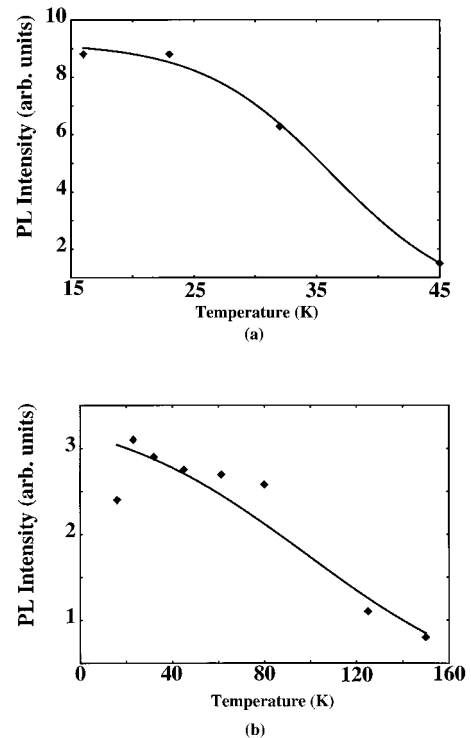 10
8
6
4
2
PL Intensity (arb. units)
15 25 35 45
Temperature (K)
(a)
3
2
1
PL Intensity (arb. units)
0 40 80 120 160
Temperature (K)
(b)